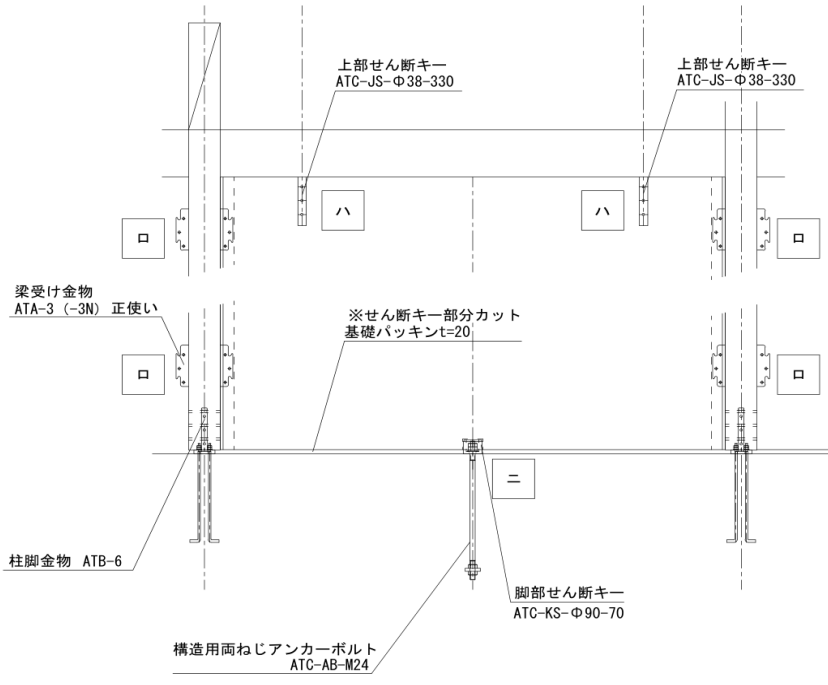 上部せん断キー
ATC-JS-Φ38-330
上部せん断キー
ATC-JS-Φ38-330
ハ
ハ
ロ
ロ
梁受け金物
ATA-3 (-3N) 正使い
※せん断キー部分カット
基礎パッキンt=20
ロ
ロ
ニ
柱脚金物 ATB-6
脚部せん断キー
ATC-KS-Φ90-70
構造用両ねじアンカーボルト
ATC-AB-M24